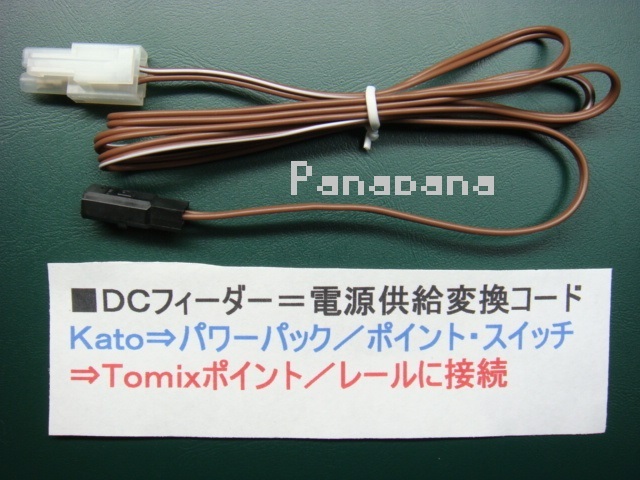 Panadana
■DCフィーダー＝電源供給変換コード
Kato⇒パワーパック／ポイント・スイッチ
⇒Tomixポイント／レールに接続